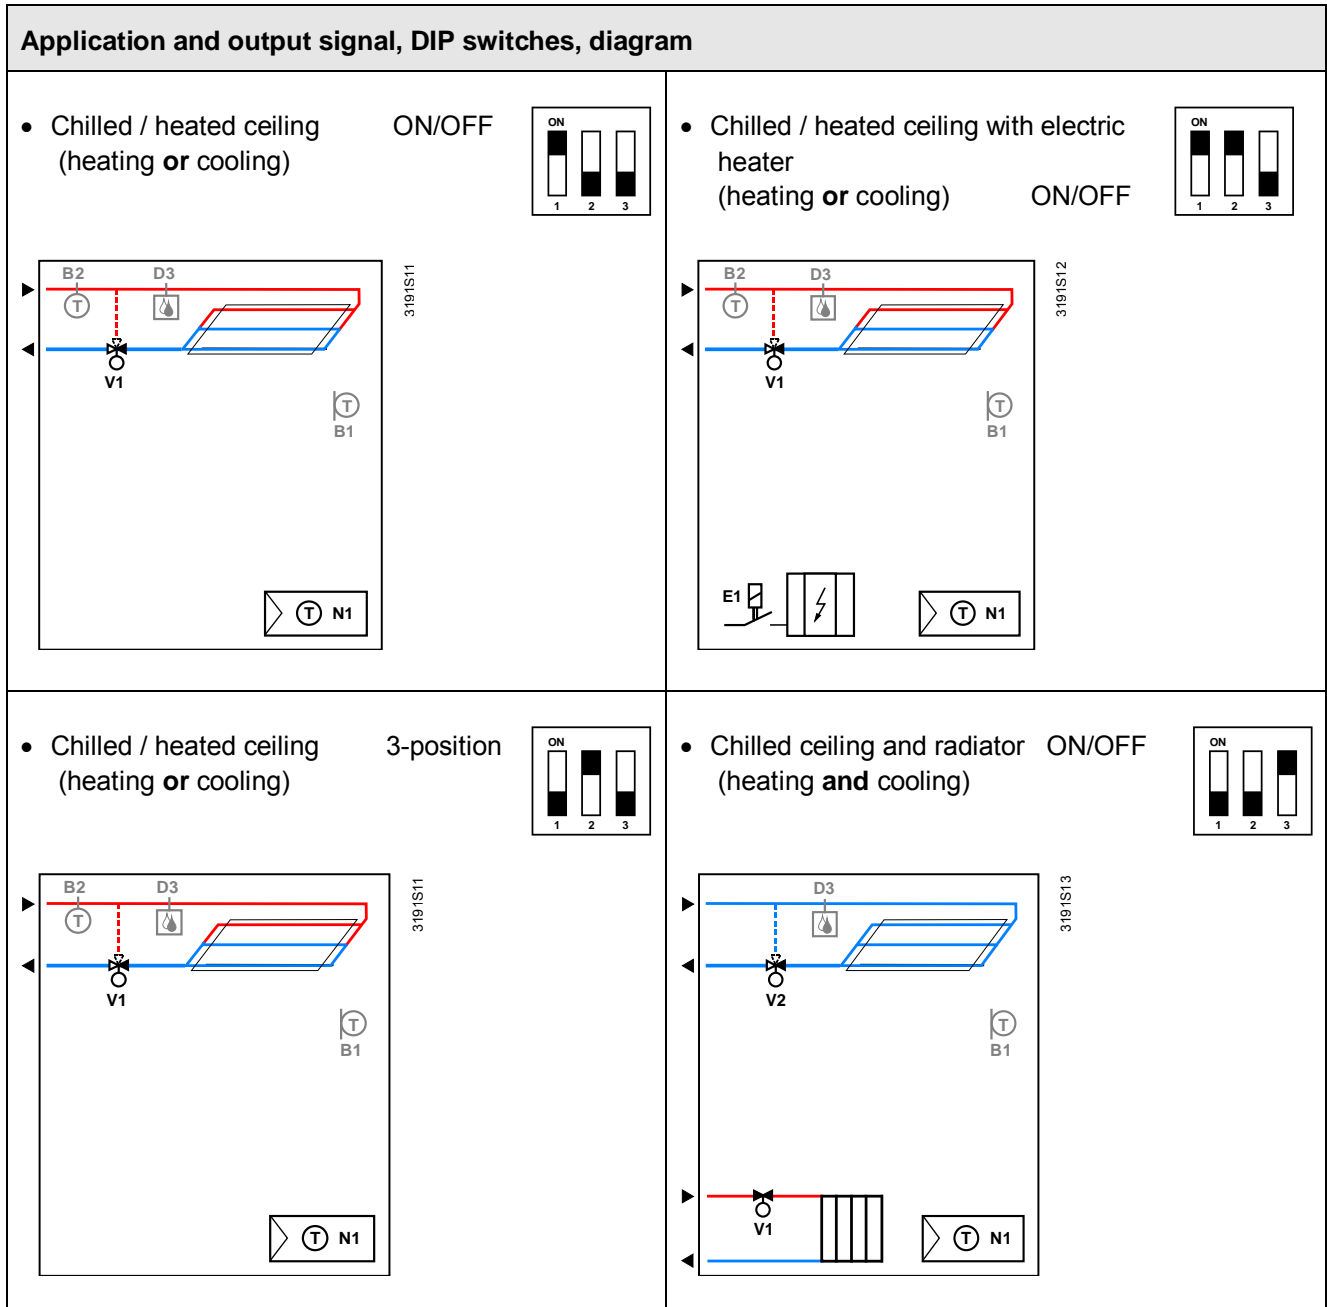 Application and output signal, DIP switches, diagram
• Chilled / heated ceiling ON/OFF
(heating or cooling)
ON
1 2 3
B2 D3
T
V1
T
B1
T N1
3191S11
• Chilled / heated ceiling with electric
heater
(heating or cooling) ON/OFF
ON
1 2 3
B2 D3
T
V1
T
B1
E1
T N1
3191S12
• Chilled / heated ceiling 3-position
(heating or cooling)
ON
1 2 3
B2 D3
T
V1
T
B1
T N1
3191S11
• Chilled ceiling and radiator ON/OFF
(heating and cooling)
ON
1 2 3
D3
V2
T
B1
V1
T N1
3191S13